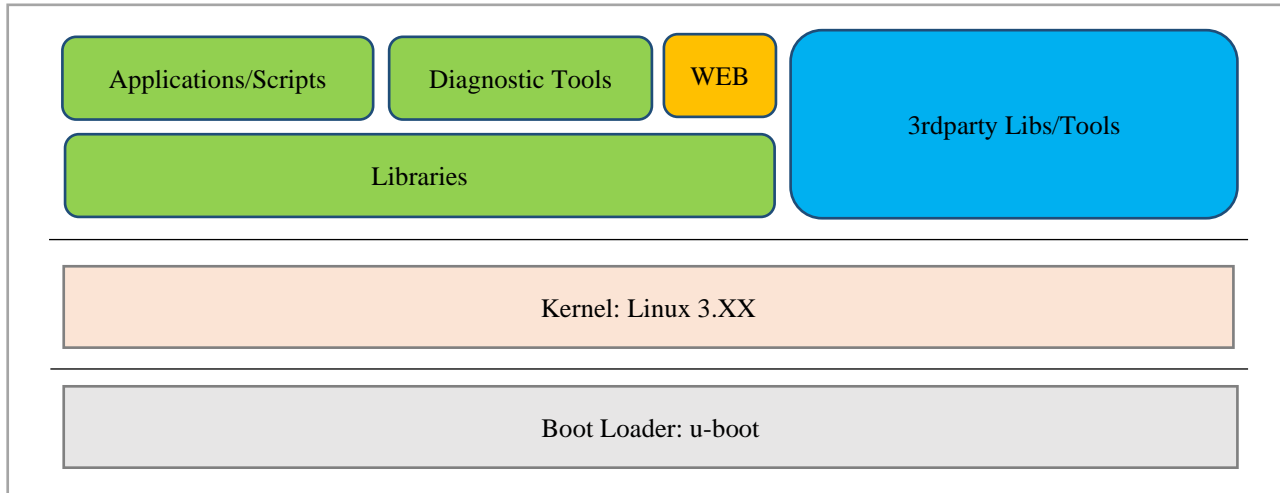 Applications/Scripts
Diagnostic Tools
WEB
3rdparty Libs/Tools
Libraries
Kernel: Linux 3.XX
Boot Loader: u-boot